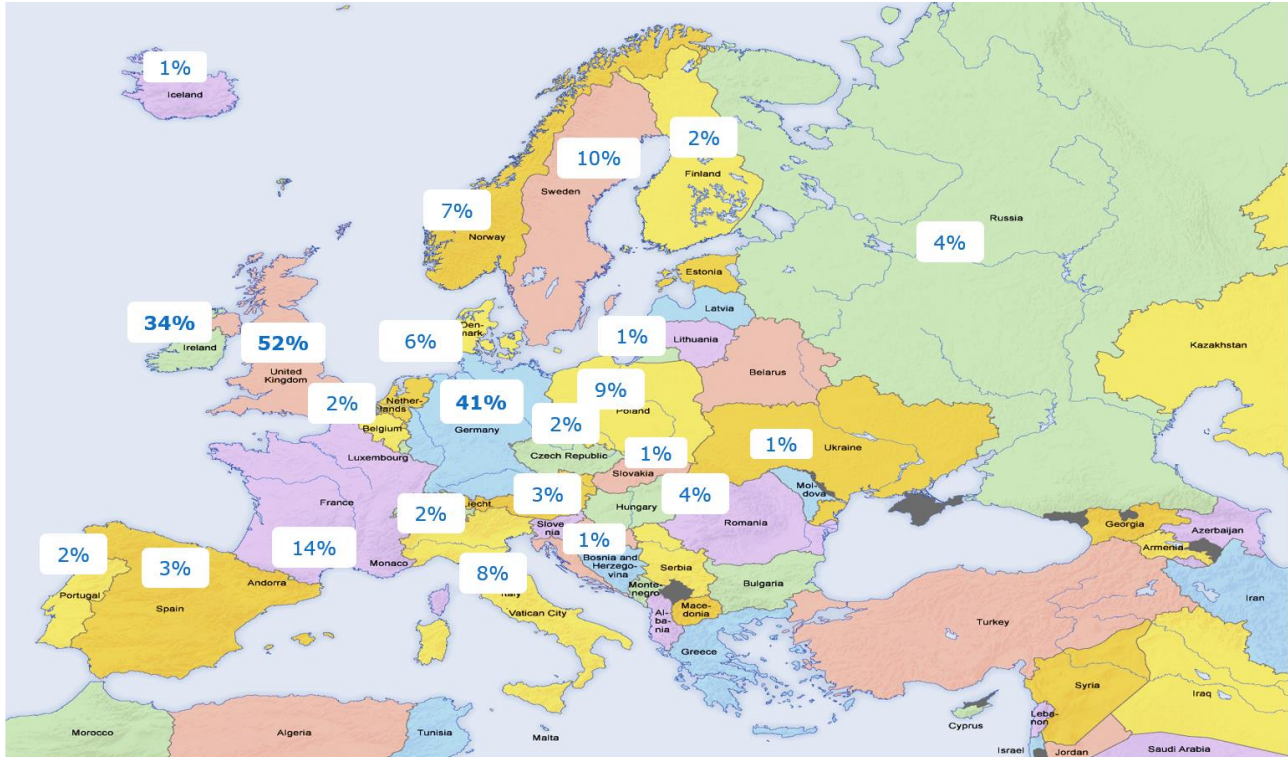 1%
Iceland
2%
10%
Finland
Sweden
7%
Norway
Russia
4%
Estonia
Latvia
34%
Ireland
52%
United
Kingdom
6%
Den-
mark
1%
Lithuania
Belarus
Kazakhstan
2%
Nether-
lands
Belgium
41%
Germany
9%
Poland
2%
Czech Republic
1%
Slovakia
1%
Ukraine
Luxembourg
France
2%
Liecht
3%
Hungary
4%
Mol-
dova
Romania
Slove-
nia
1%
Bosnia and
Herzego-
vina
14%
Monaco
2%
Portugal
3%
Spain
Andorra
8%
Italy
Vatican City
Serbia
Monte-
negro
Bulgaria
Mace-
donia
Al-
ba-
nia
Greece
Georgia
Azerbaijan
Armenia
Turkey
Iran
Syria
Iraq
Cyprus
Leba-
non
Israel
Jordan
Saudi Arabia
Morocco
Algeria
Tunisia
Malta